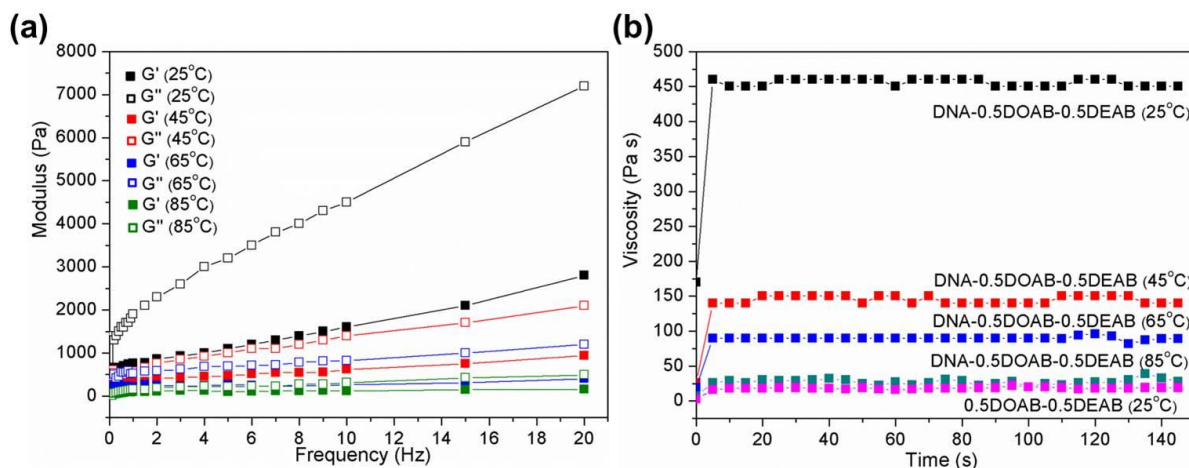 (a)
8000
7000
6000
5000
4000
3000
2000
1000
0
Modulus (Pa)
G' (25°C)
G'' (25°C)
G' (45°C)
G'' (45°C)
G' (65°C)
G'' (65°C)
G' (85°C)
G'' (85°C)
0 2 4 6 8 10 12 14 16 18 20
Frequency (Hz)
(b)
500
450
400
350
300
250
200
150
100
50
0
Viscosity (Pa s)
DNA-0.5DOAB-0.5DEAB (25°C)
DNA-0.5DOAB-0.5DEAB (45°C)
DNA-0.5DOAB-0.5DEAB (65°C)
DNA-0.5DOAB-0.5DEAB (85°C)
0.5DOAB-0.5DEAB (25°C)
0 20 40 60 80 100 120 140
Time (s)